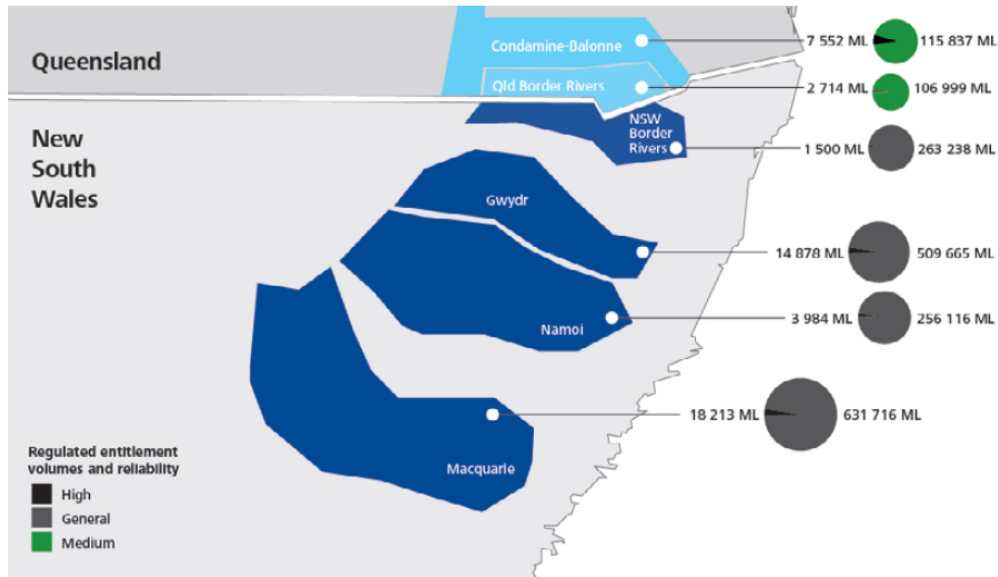 Queensland
Condamine-Balonne
7 552 ML
115 837 ML
Qld Border Rivers
2 714 ML
106 999 ML
New
South
Wales
NSW
Border
Rivers
1 500 ML
263 238 ML
Gwydr
14 878 ML
509 665 ML
Namoi
3 984 ML
256 116 ML
18 213 ML
631 716 ML
Macquarie
Regulated entitlement
volumes and reliability
High
General
Medium